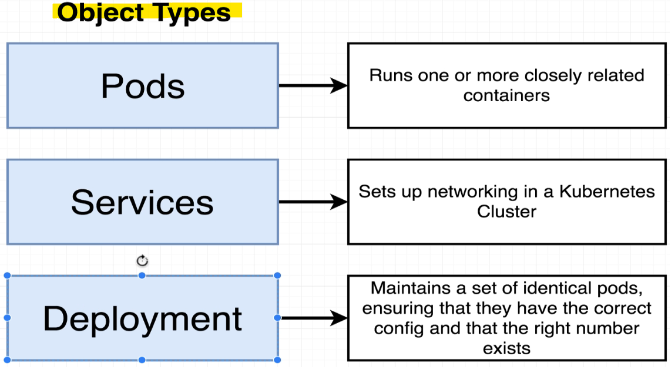 Object Types
Pods
Runs one or more closely related
containers
Services
Sets up networking in a Kubernetes
Cluster
Deployment
Maintains a set of identical pods,
ensuring that they have the correct
config and that the right number
exists